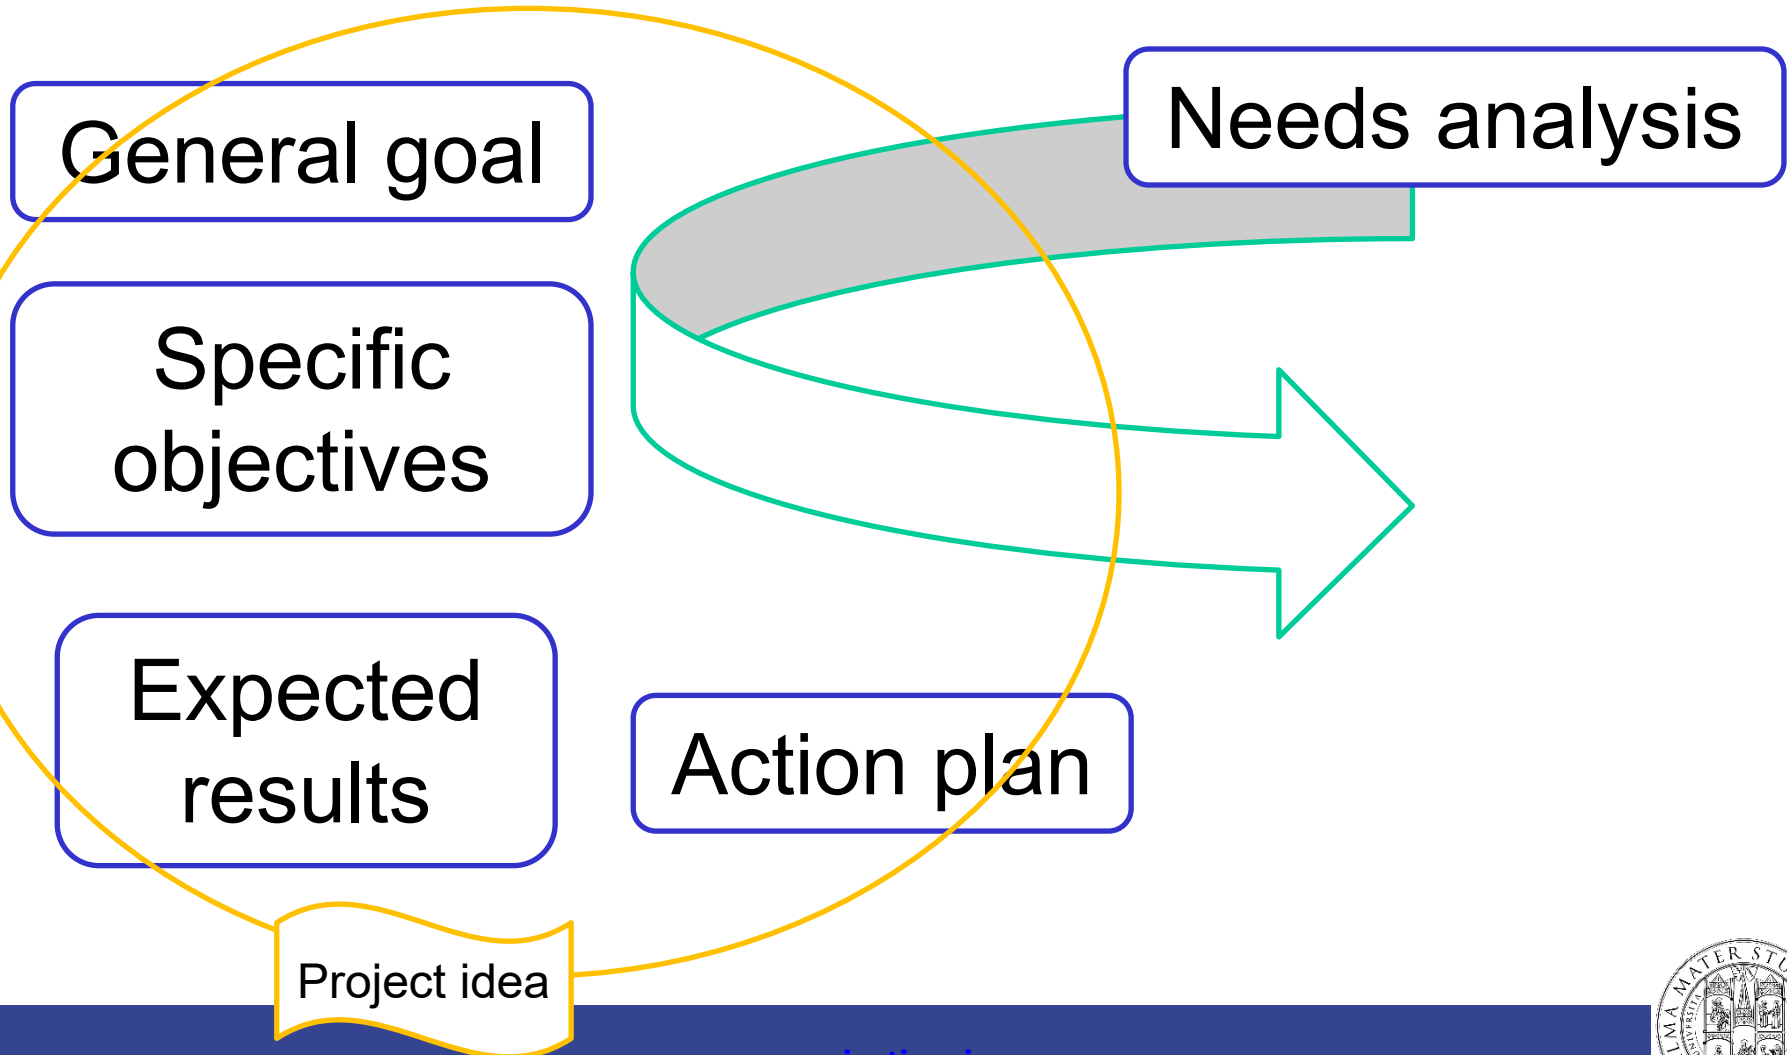 General goal
Needs analysis
Specific
objectives
Expected
results
Action plan
Project idea